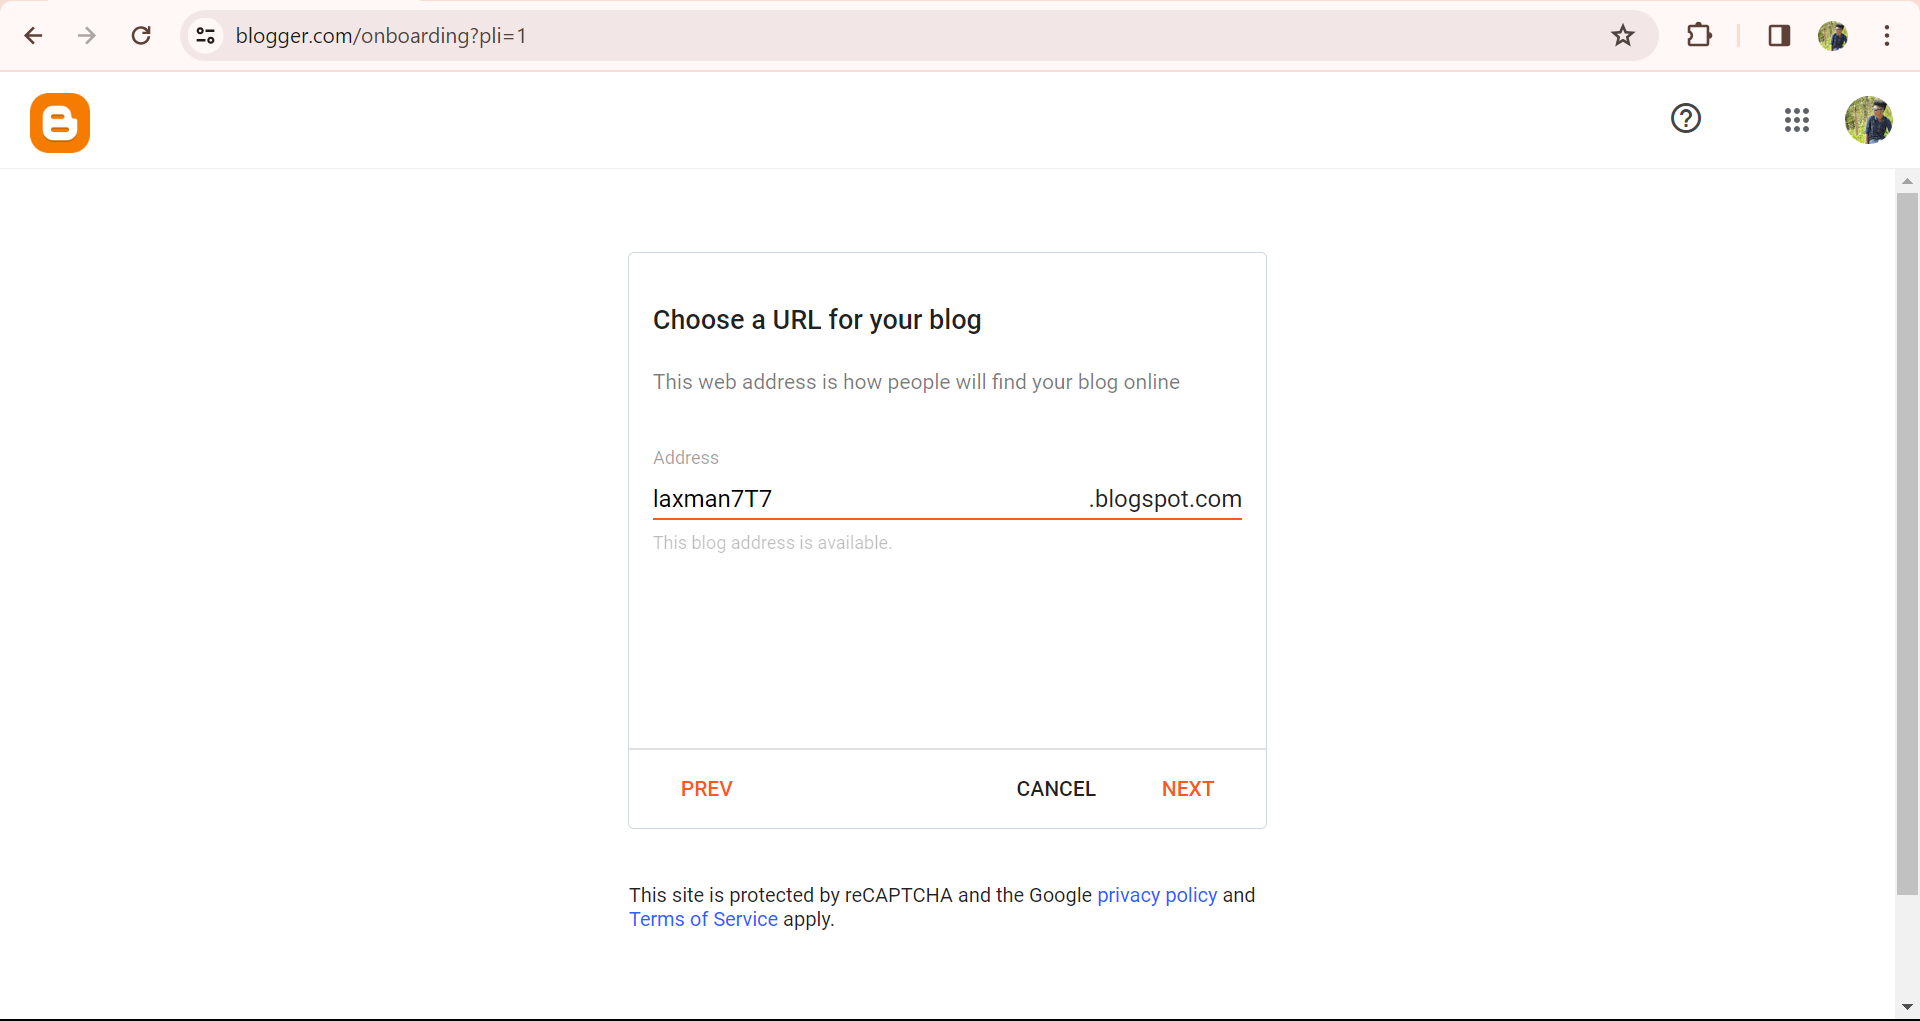 blogger.com/onboarding?pli=1
Choose a URL for your blog
This web address is how people will find your blog online
Address
laxman7T7 .blogspot.com
This blog address is available.
PREV CANCEL NEXT
This site is protected by reCAPTCHA and the Google privacy policy and
Terms of Service apply.